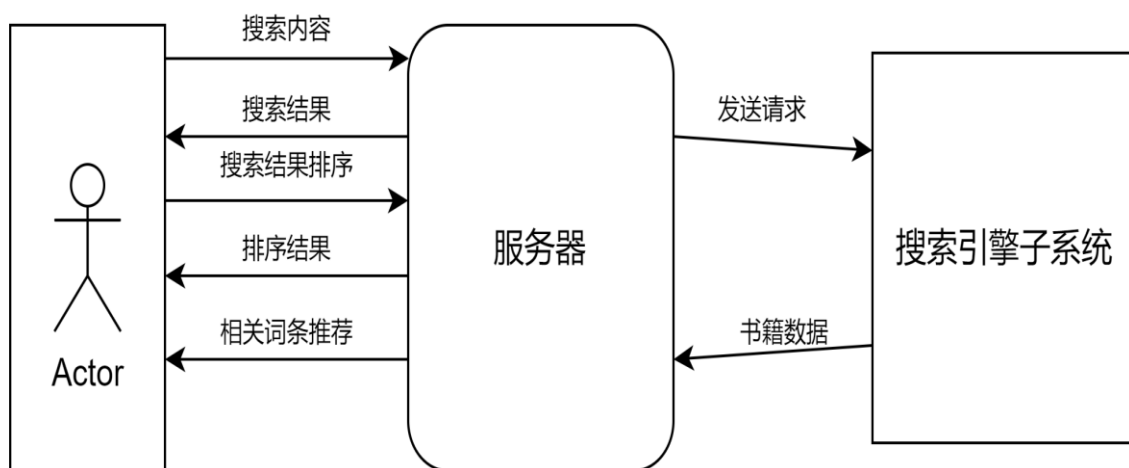 搜索内容
搜索结果
搜索结果排序
排序结果
相关词条推荐
Actor
服务器
发送请求
书籍数据
搜索引擎子系统